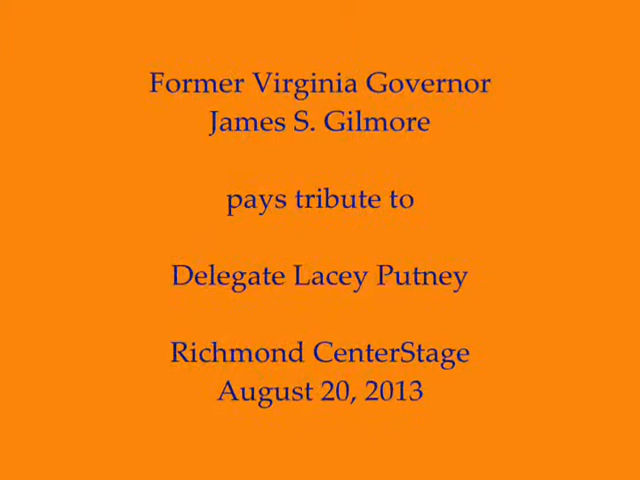 Former Virginia Governor
James S. Gilmore
pays tribute to
Delegate Lacey Putney
Richmond CenterStage
August 20, 2013